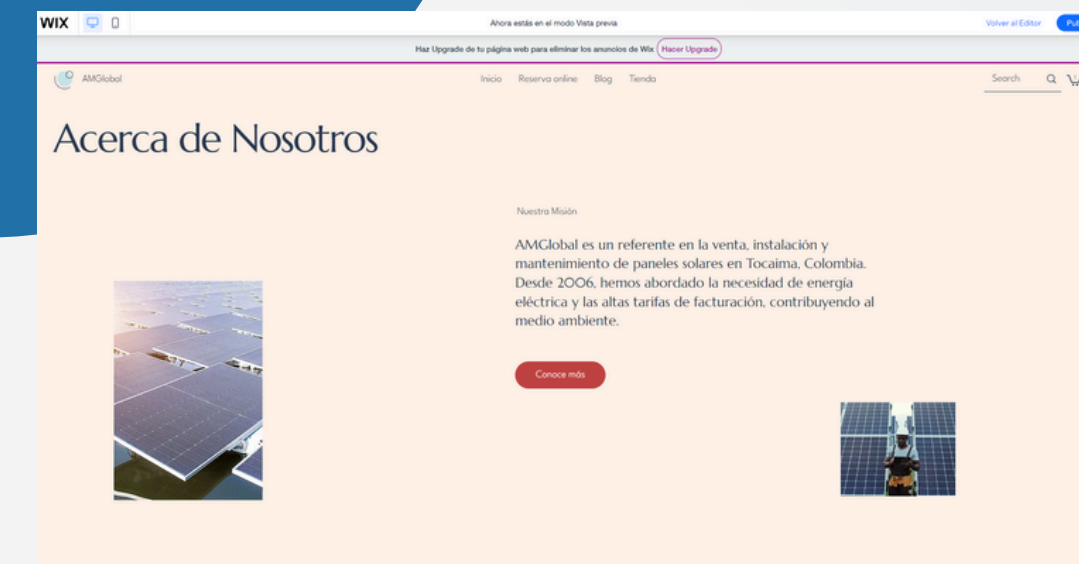 WIX
Ahora estás en el modo Vista previa
Volver al Editor
Haz Upgrade de tu página web para eliminar los anuncios de Wix
Hacer Upgrade
AMGlobal
Inicio
Reserva online
Blog
Tienda
Search
Acerca de Nosotros
Nuestra Misión
AMGlobal es un referente en la venta, instalación y
mantenimiento de paneles solares en Tocaima, Colombia.
Desde 2006, hemos abordado la necesidad de energía
eléctrica y las altas tarifas de facturación, contribuyendo al
medio ambiente.
Conoce más